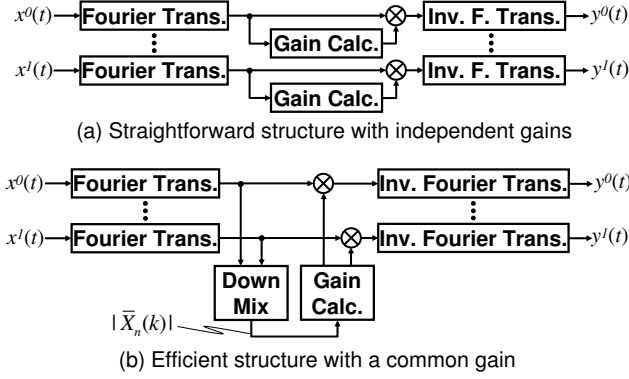 x⁰(t) Fourier Trans. Inv. F. Trans. y⁰(t)
Gain Calc.
x¹(t) Fourier Trans. Inv. F. Trans. y¹(t)
Gain Calc.
(a) Straightforward structure with independent gains
x⁰(t) Fourier Trans. Inv. Fourier Trans. y⁰(t)
x¹(t) Fourier Trans. Inv. Fourier Trans. y¹(t)
Down Gain
Mix Calc.
| X̅ₙ(k)|
(b) Efficient structure with a common gain